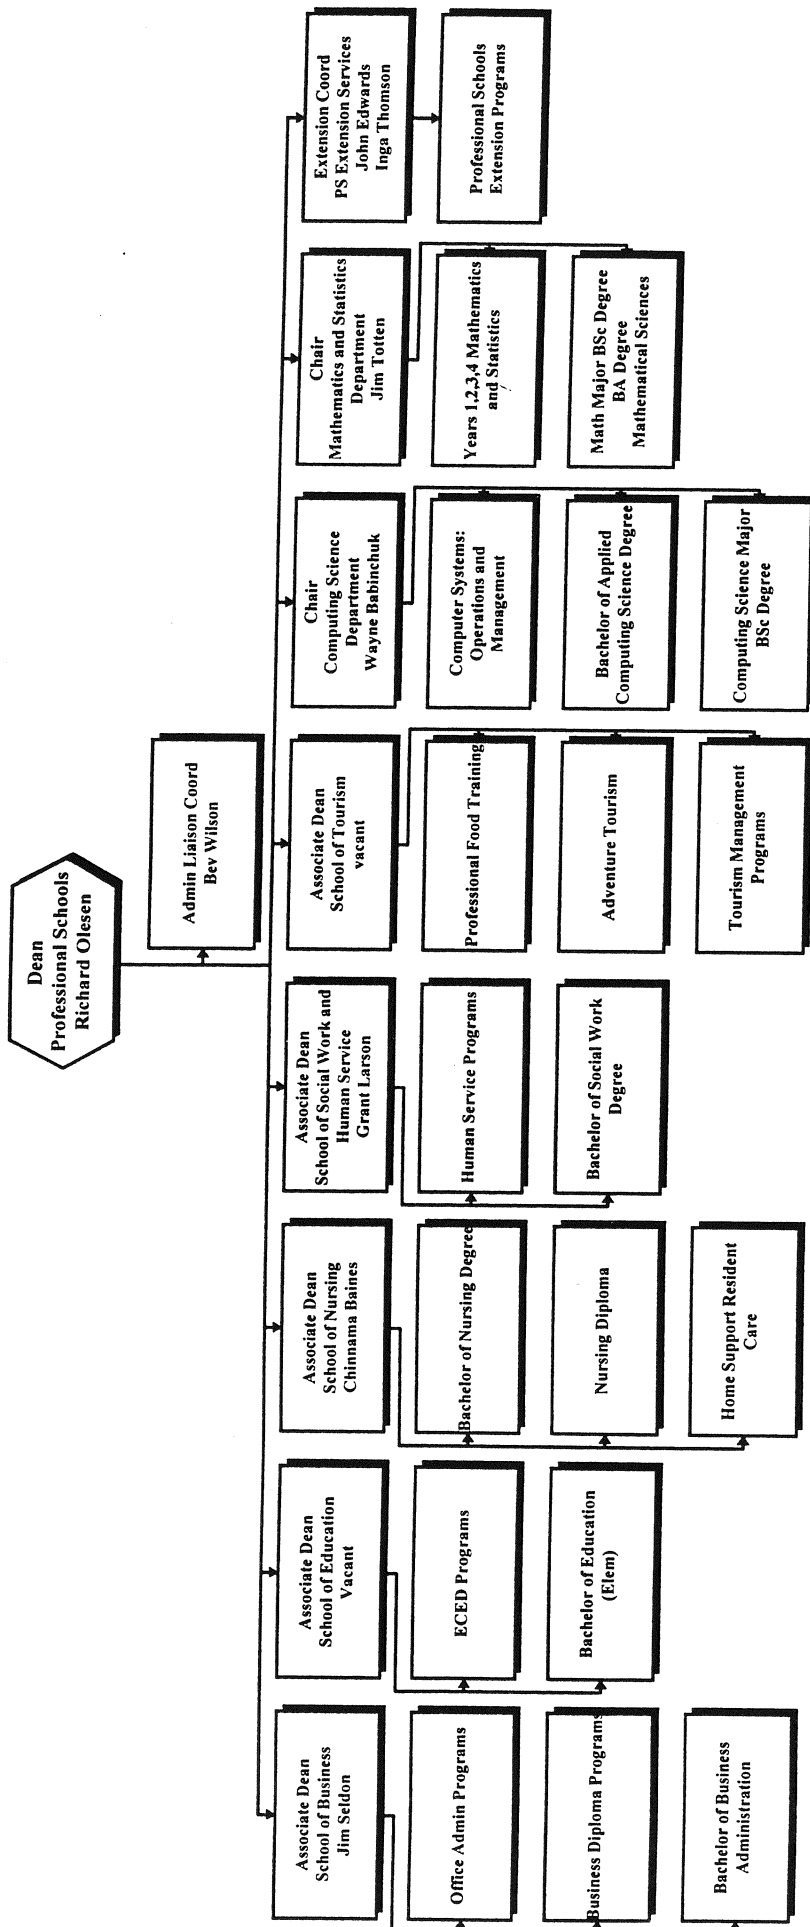 Dean
Professional Schools
Richard Olesen
Admin Liaison Coord
Bev Wilson
Associate Dean
School of Business
Jim Seldon
Office Admin Programs
Business Diploma Programs
Bachelor of Business
Administration
Associate Dean
School of Education
Vacant
ECED Programs
Bachelor of Education
(Elem)
Associate Dean
School of Nursing
Chinnama Baines
Bachelor of Nursing Degree
Nursing Diploma
Home Support Resident
Care
Associate Dean
School of Social Work and
Human Service
Grant Larson
Human Service Programs
Bachelor of Social Work
Degree
Associate Dean
School of Tourism
vacant
Professional Food Training
Adventure Tourism
Tourism Management
Programs
Chair
Computing Science
Department
Wayne Babinchuk
Computer Systems:
Operations and
Management
Bachelor of Applied
Computing Science Degree
Computing Science Major
BSc Degree
Chair
Mathematics and Statistics
Department
Jim Totten
Years 1,2,3,4 Mathematics
and Statistics
Math Major BSc Degree
BA Degree
Mathematical Sciences
Extension Coord
PS Extension Services
John Edwards
Inga Thomson
Professional Schools
Extension Programs